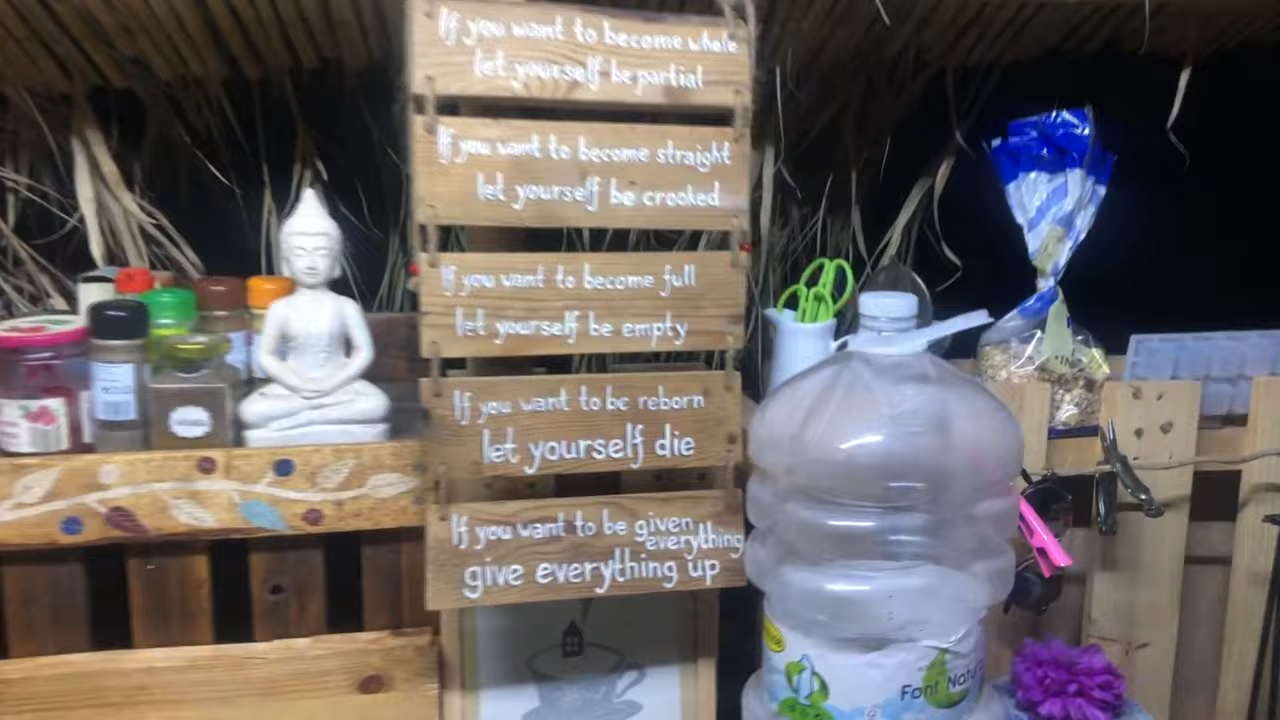 If you want to become whole
let yourself be partial
If you want to become straight
let yourself be crooked
If you want to become full
let yourself be empty
If you want to be reborn
let yourself die
If you want to be given
everything
give everything up
Font Natura